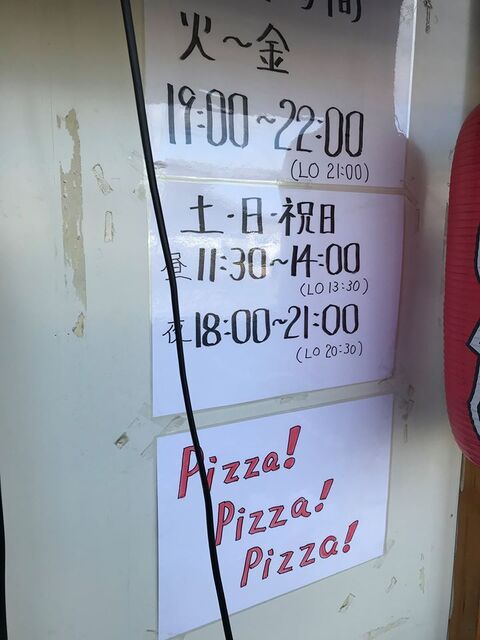 火～金
19:00～22:00
(LO 21:00)
土・日・祝日
昼 11:30～14:00
(LO 13:30)
夜 18:00～21:00
(LO 20:30)
Pizza!
Pizza!
Pizza!